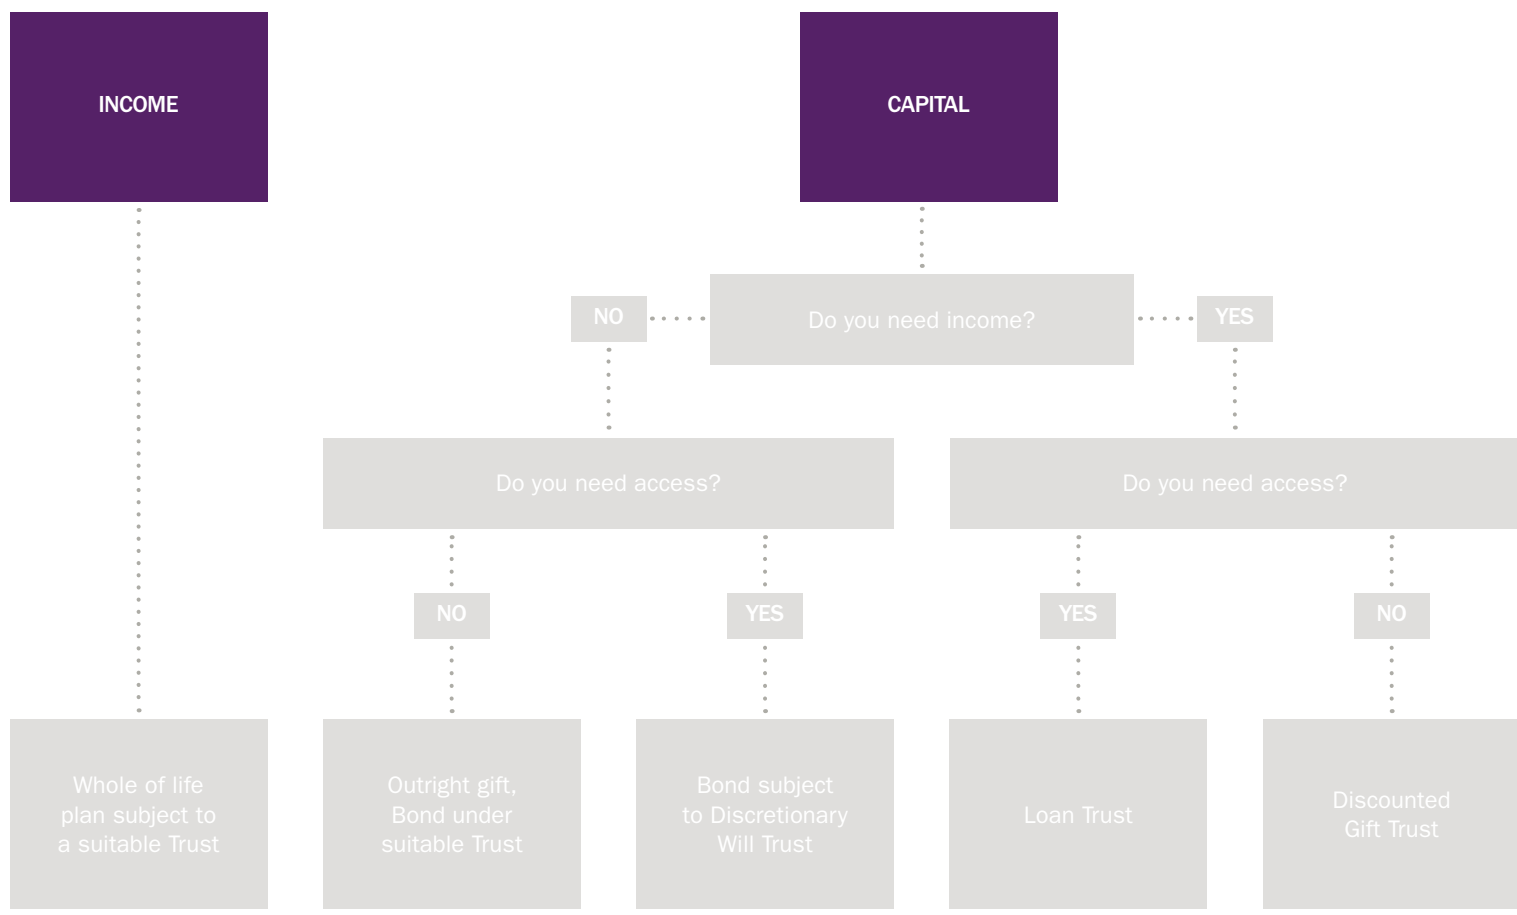 INCOME
CAPITAL
NO
Do you need income?
YES
Do you need access?
Do you need access?
NO
YES
YES
NO
Whole of life
plan subject to
a suitable Trust
Outright gift,
Bond under
suitable Trust
Bond subject
to Discretionary
Will Trust
Loan Trust
Discounted
Gift Trust